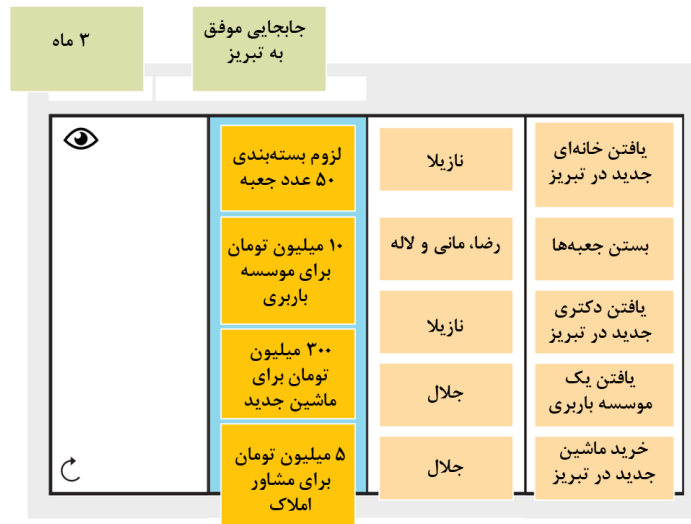 جابجایی موفق
به تبریز
۳ ماه
یافتن خانه‌ای
جدید در تبریز
نازیلا
لزوم بسته‌بندی
۵۰ عدد جعبه
بستن جعبه‌ها
رضا، مانی و لاله
۱۰ میلیون تومان
برای موسسه
باربری
یافتن دکتری
جدید در تبریز
نازیلا
۳۰۰ میلیون
تومان برای
ماشین جدید
یافتن یک
موسسه باربری
جلال
۵ میلیون تومان
برای مشاور
املاک
خرید ماشین
جدید در تبریز
جلال